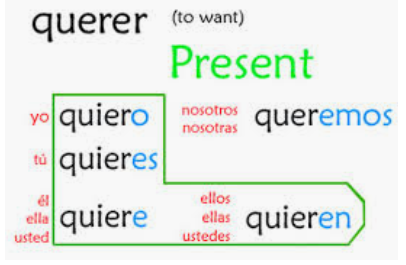 querer (to want)
Present
yo quiero
nosotros
nosotras
queremos
tú quieres
él
ella
usted
quiere
ellos
ellas
ustedes
quieren